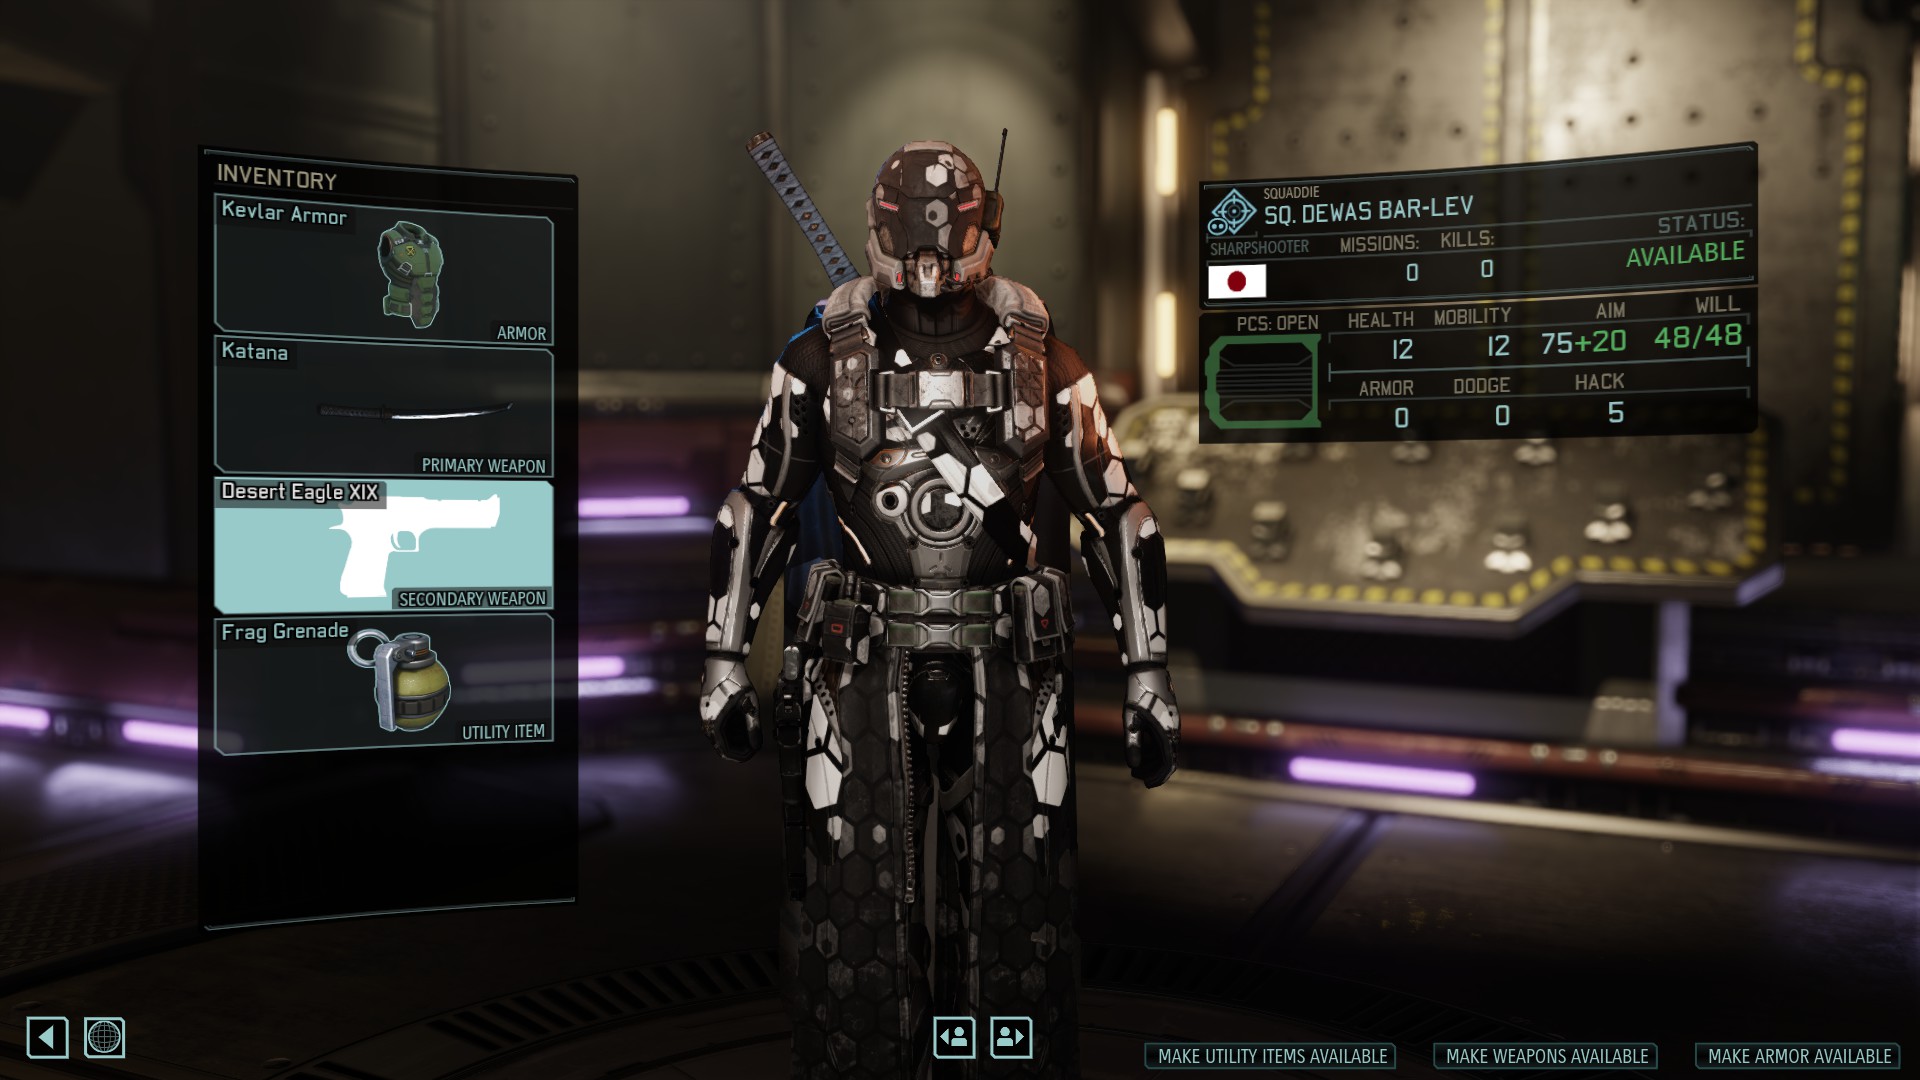 INVENTORY
Kevlar Armor
ARMOR
Katana
PRIMARY WEAPON
Desert Eagle XIX
SECONDARY WEAPON
Frag Grenade
UTILITY ITEM
SQUADDIE
SQ. DEWAS BAR-LEV
SHARPSHOOTER
MISSIONS: KILLS:
0 0
STATUS:
AVAILABLE
PCS: OPEN
HEALTH MOBILITY AIM WILL
12 12 75+20 48/48
ARMOR DODGE HACK
0 0 5
MAKE UTILITY ITEMS AVAILABLE
MAKE WEAPONS AVAILABLE
MAKE ARMOR AVAILABLE